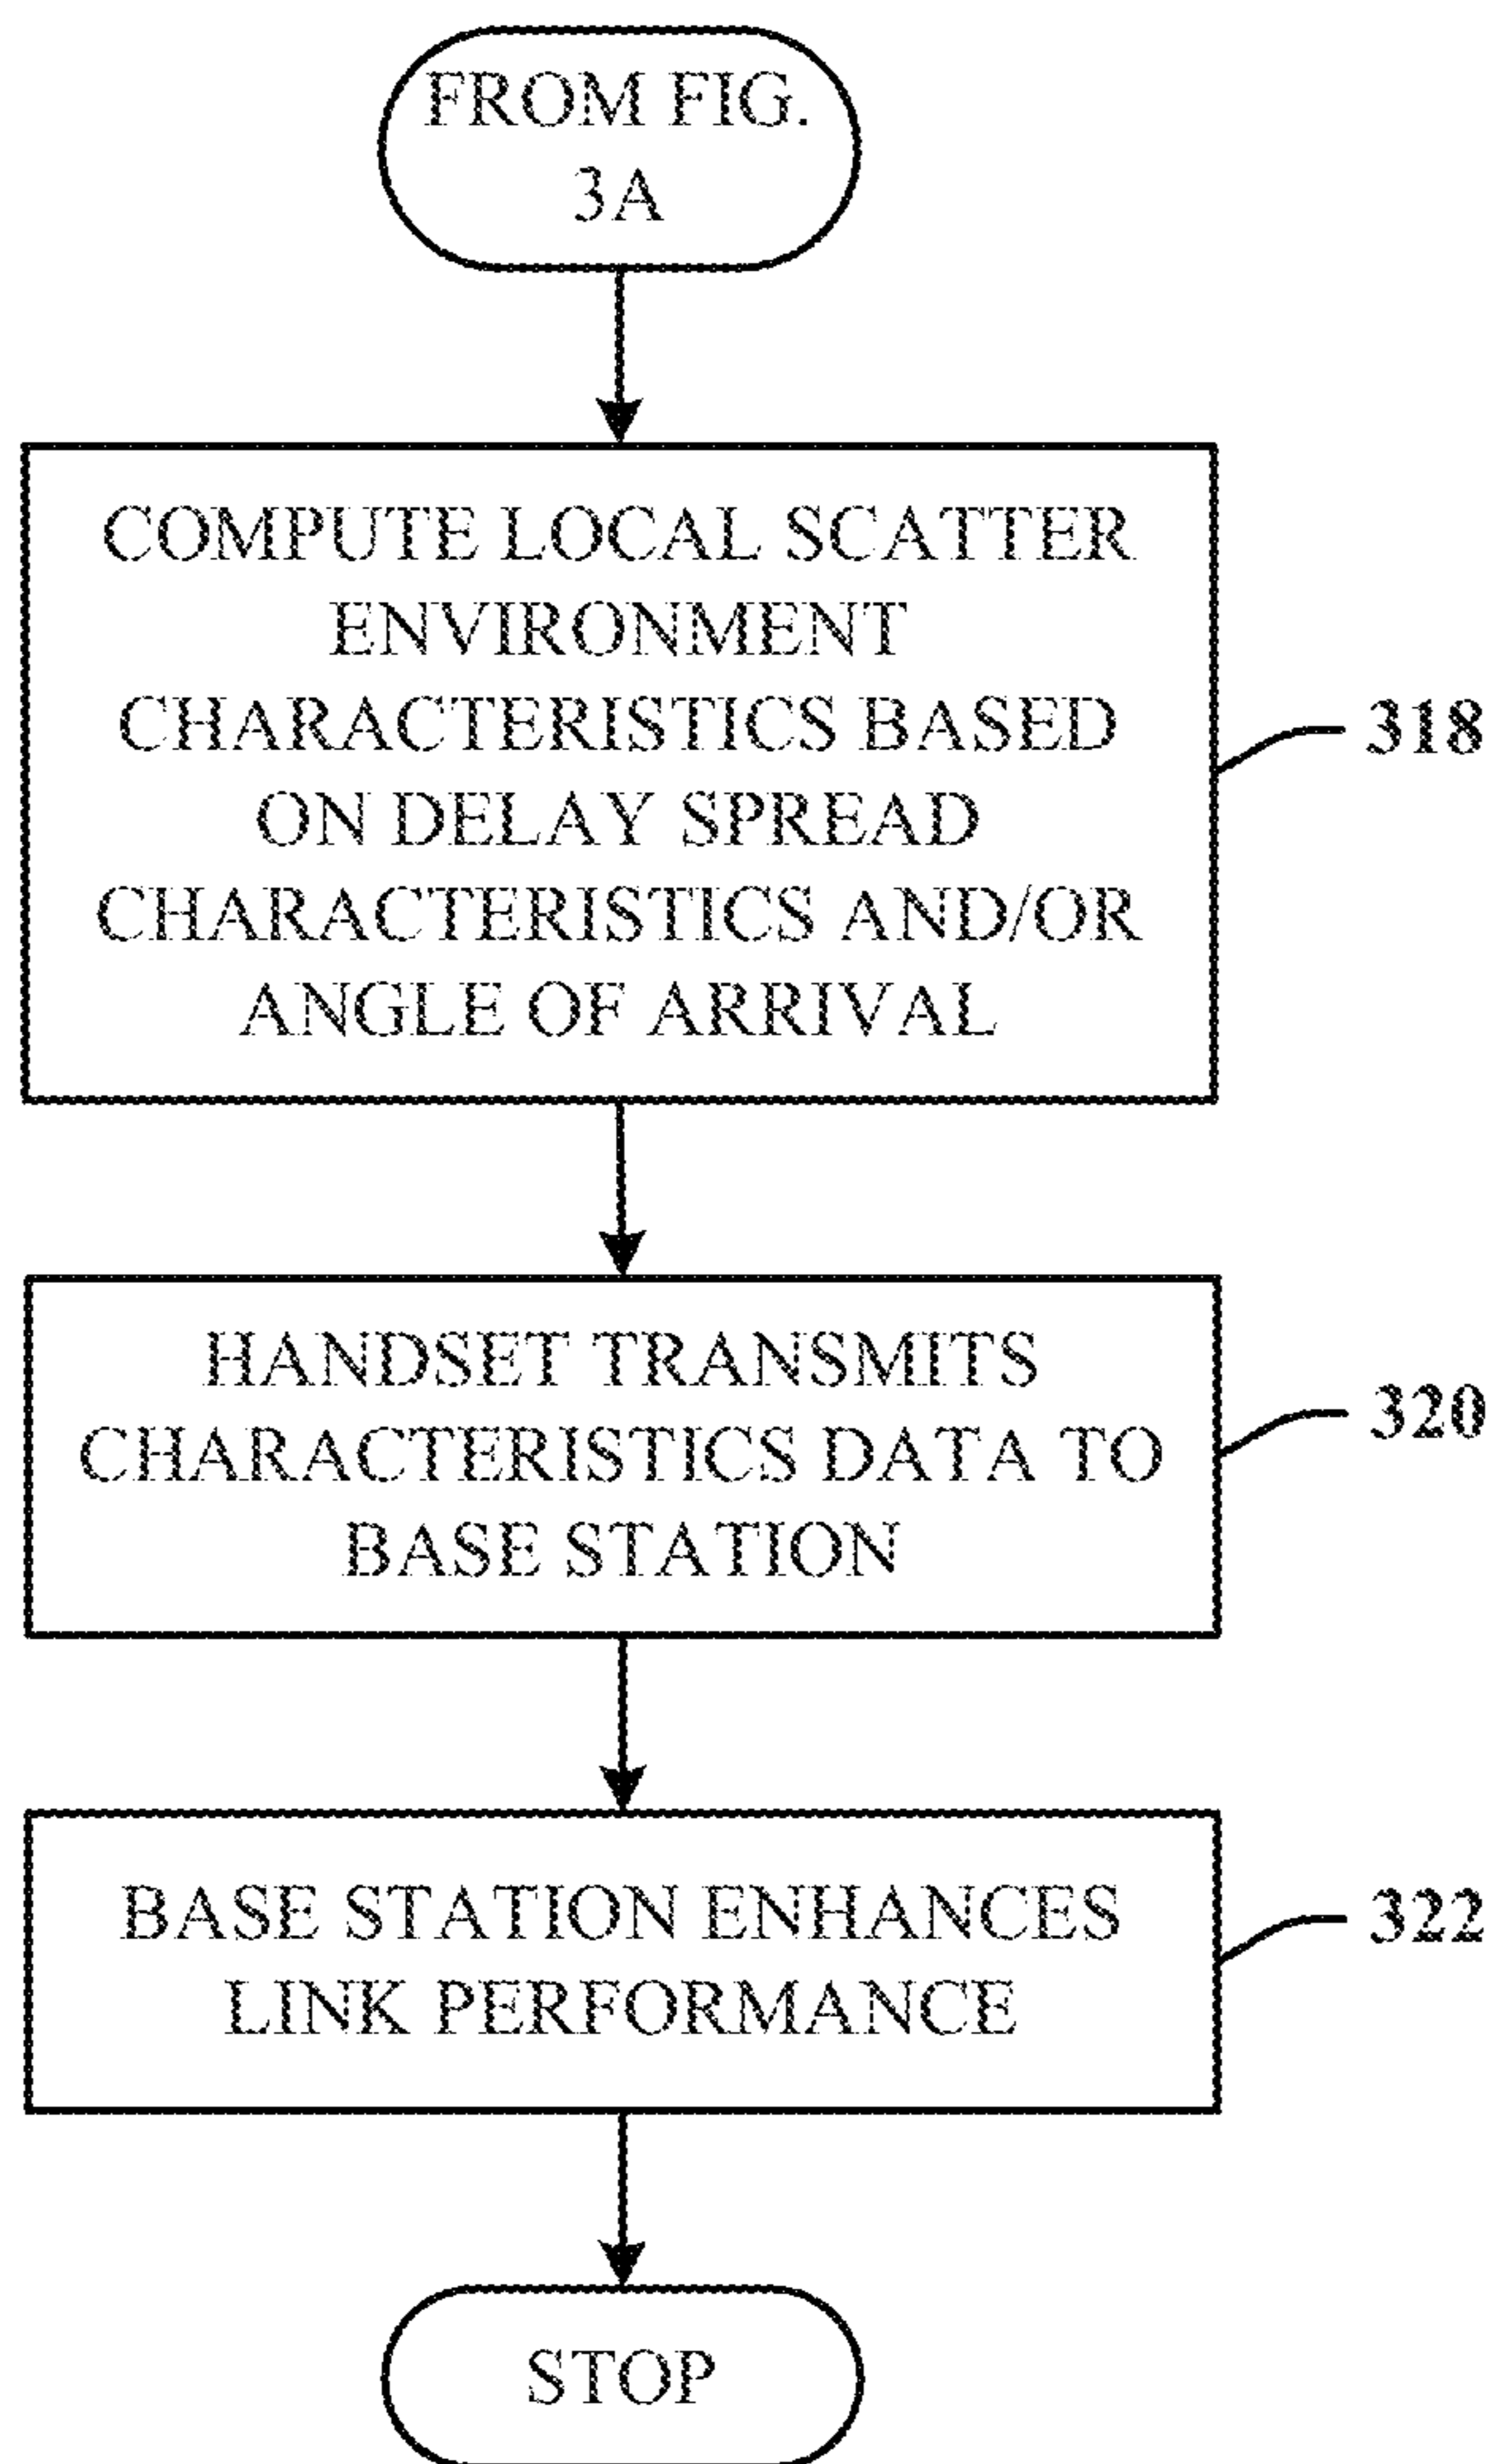 FROM FIG.
3A
COMPUTE LOCAL SCATTER
ENVIRONMENT
CHARACTERISTICS BASED
ON DELAY SPREAD
CHARACTERISTICS AND/OR
ANGLE OF ARRIVAL
318
HANDSET TRANSMITS
CHARACTERISTICS DATA TO
BASE STATION
320
BASE STATION ENHANCES
LINK PERFORMANCE
322
STOP